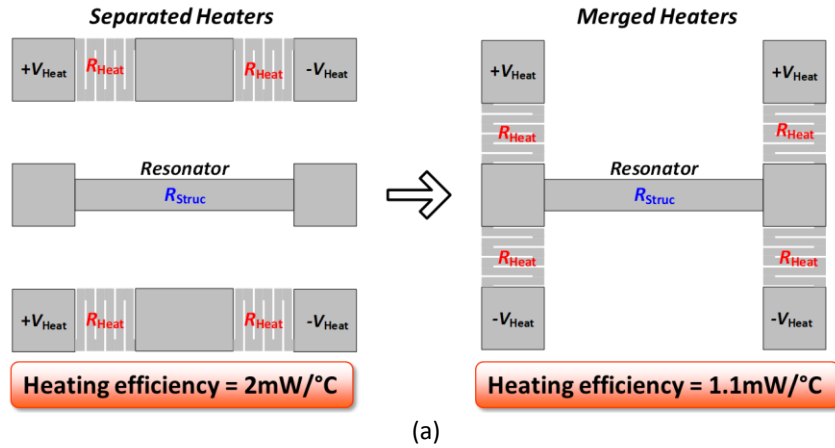 Separated Heaters
Merged Heaters
+VHeat
RHeat
RHeat
-VHeat
+VHeat
+VHeat
RHeat
RHeat
Resonator
RStruc
Resonator
RStruc
RHeat
RHeat
+VHeat
RHeat
RHeat
-VHeat
-VHeat
-VHeat
Heating efficiency = 2mW/°C
Heating efficiency = 1.1mW/°C
(a)